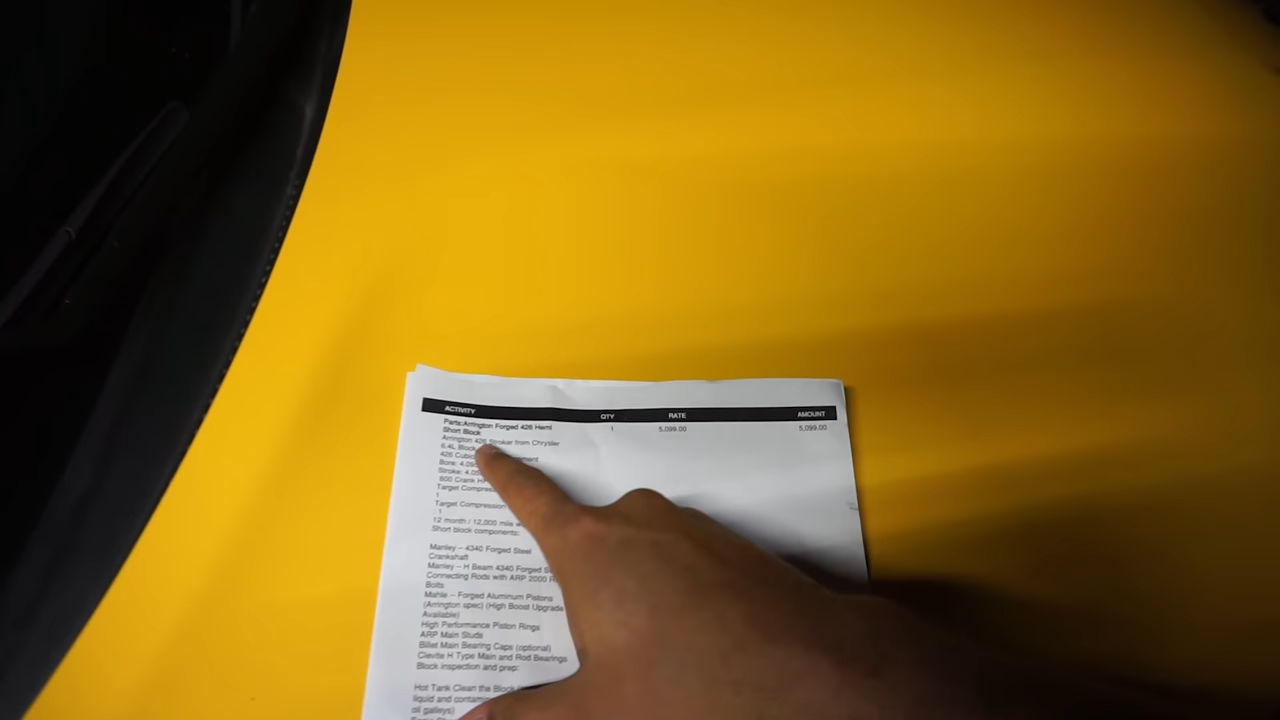 ACTIVITY QTY RATE AMOUNT
Parts:Arrington Forged 426 Hemi 1 5,099.00 5,099.00
Short Block
Arrington 426 Stroker from Chrysler
6.4L Block
426 Cubic
Bore: 4.09
Stroke: 4.05
800 Crank HP
Target Compression
1
Target Compression
: 1
12 month / 12,000 mile
Short block components:
Manley – 4340 Forged Steel
Crankshaft
Manley – H Beam 4340 Forged
Connecting Rods with ARP 2000
Bolts
Mahle – Forged Aluminum Pistons
(Arrington spec) (High Boost Upgrade
Available)
High Performance Piston Rings
ARP Main Studs
Billet Main Bearing Caps (optional)
Clevite H Type Main and Rod Bearings
Block inspection and prep:
Hot Tank Clean the Block
liquid and
oil galleys)